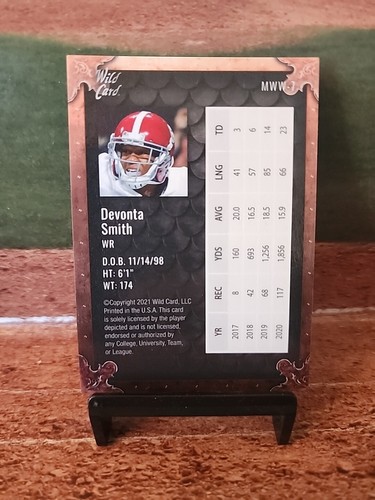 Wild
Card.
MWW-7
Devonta
Smith
WR
D.O.B. 11/14/98
HT: 6'1"
WT: 174
©Copyright 2021 Wild Card, LLC
Printed in the U.S.A. This card
is solely licensed by the player
depicted and is not licensed,
endorsed or authorized by
any College, University, Team,
or League.
YR REC YDS AVG LNG TD
2017 8 160 20.0 41 3
2018 42 693 16.5 57 6
2019 68 1,256 18.5 85 14
2020 117 1,856 15.9 66 23